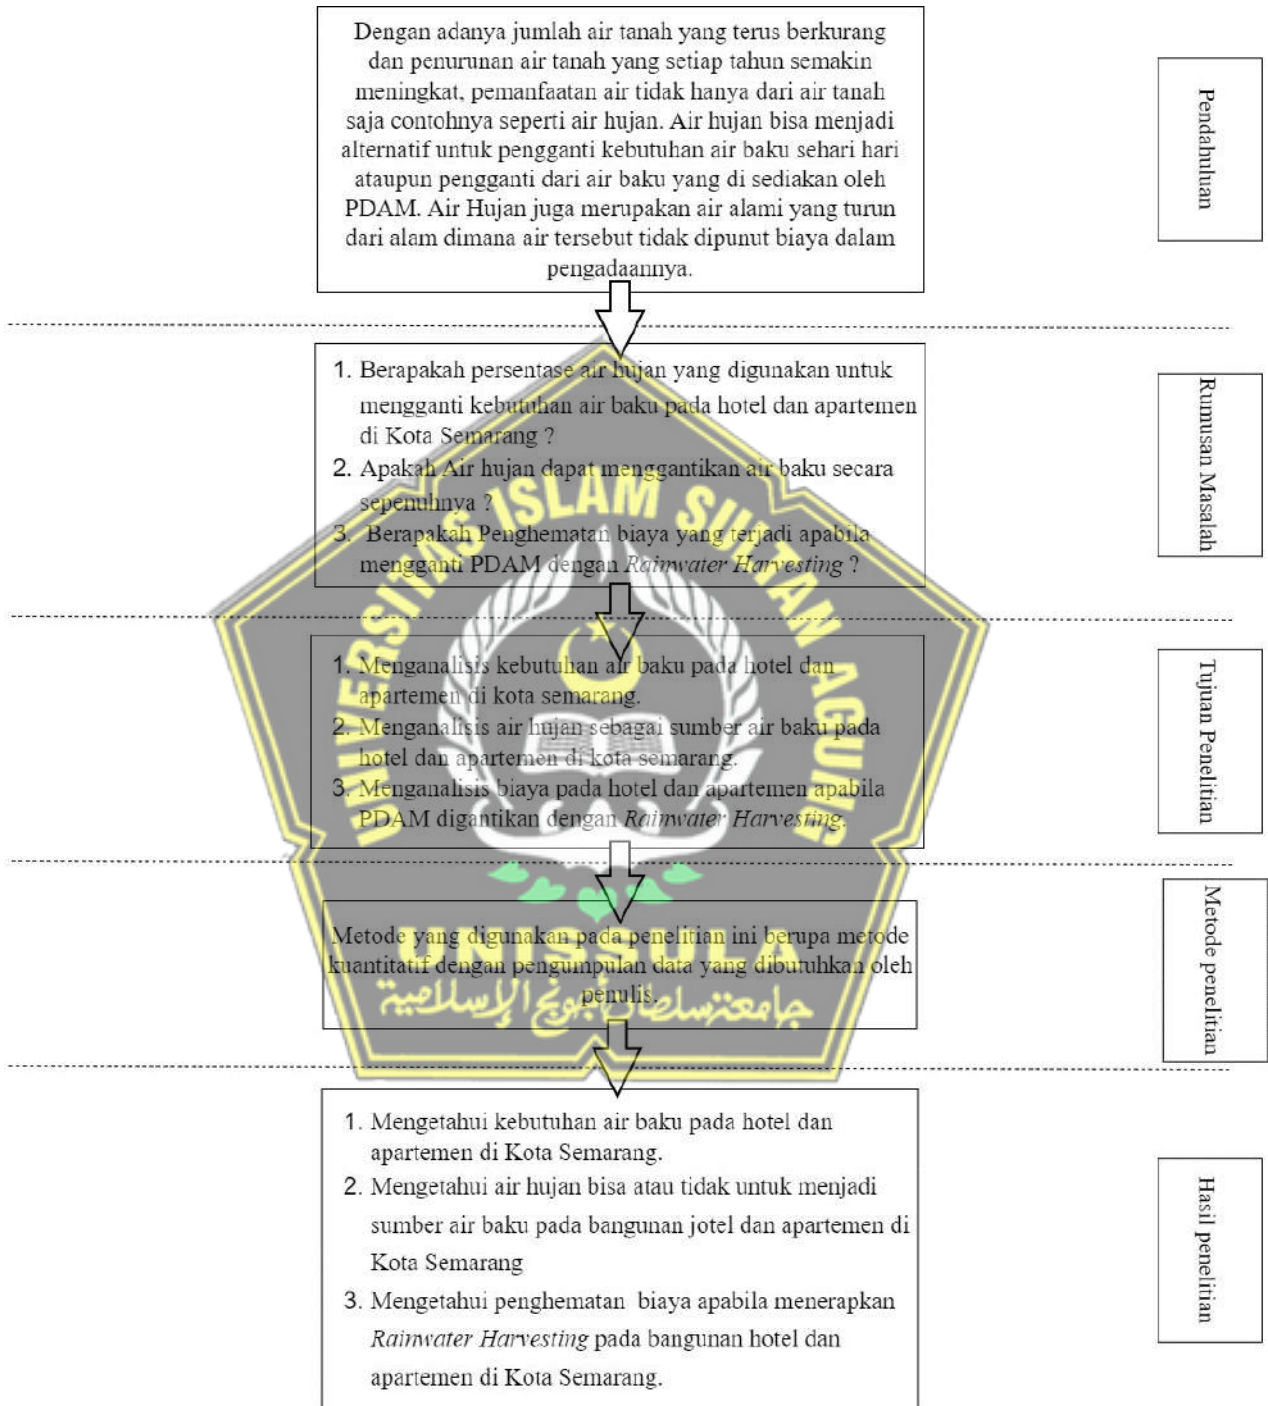 Dengan adanya jumlah air tanah yang terus berkurang
dan penurunan air tanah yang setiap tahun semakin
meningkat, pemanfaatan air tidak hanya dari air tanah
saja contohnya seperti air hujan. Air hujan bisa menjadi
alternatif untuk pengganti kebutuhan air baku sehari hari
ataupun pengganti dari air baku yang di sediakan oleh
PDAM. Air Hujan juga merupakan air alami yang turun
dari alam dimana air tersebut tidak dipunut biaya dalam
pengadaannya.
Pendahuluan
1. Berapakah persentase air hujan yang digunakan untuk
mengganti kebutuhan air baku pada hotel dan apartemen
di Kota Semarang ?
2. Apakah Air hujan dapat menggantikan air baku secara
sepenuhnya ?
3. Berapakah Penghematan biaya yang terjadi apabila
mengganti PDAM dengan Rainwater Harvesting ?
Rumusan Masalah
1. Menganalisis kebutuhan air baku pada hotel dan
apartemen di kota semarang.
2. Menganalisis air hujan sebagai sumber air baku pada
hotel dan apartemen di kota semarang.
3. Menganalisis biaya pada hotel dan apartemen apabila
PDAM digantikan dengan Rainwater Harvesting.
Tujuan Penelitian
Metode yang digunakan pada penelitian ini berupa metode
kuantitatif dengan pengumpulan data yang dibutuhkan oleh
penulis.
Metode penelitian
1. Mengetahui kebutuhan air baku pada hotel dan
apartemen di Kota Semarang.
2. Mengetahui air hujan bisa atau tidak untuk menjadi
sumber air baku pada bangunan jotel dan apartemen di
Kota Semarang
3. Mengetahui penghematan biaya apabila menerapkan
Rainwater Harvesting pada bangunan hotel dan
apartemen di Kota Semarang.
Hasil penelitian
UNIVERSITAS ISLAM SULTAN AGUNG
UNISSULA
جامعة سلطان أجونج الإسلامية